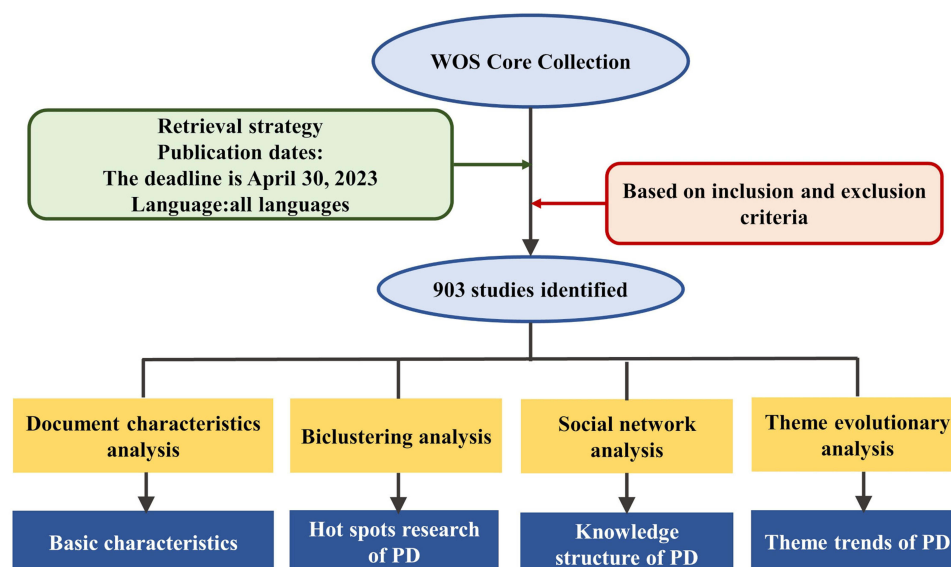 WOS Core Collection
Retrieval strategy
Publication dates:
The deadline is April 30, 2023
Language:all languages
Based on inclusion and exclusion
criteria
903 studies identified
Document characteristics
analysis
Biclustering analysis
Social network
analysis
Theme evolutionary
analysis
Basic characteristics
Hot spots research
of PD
Knowledge
structure of PD
Theme trends of PD